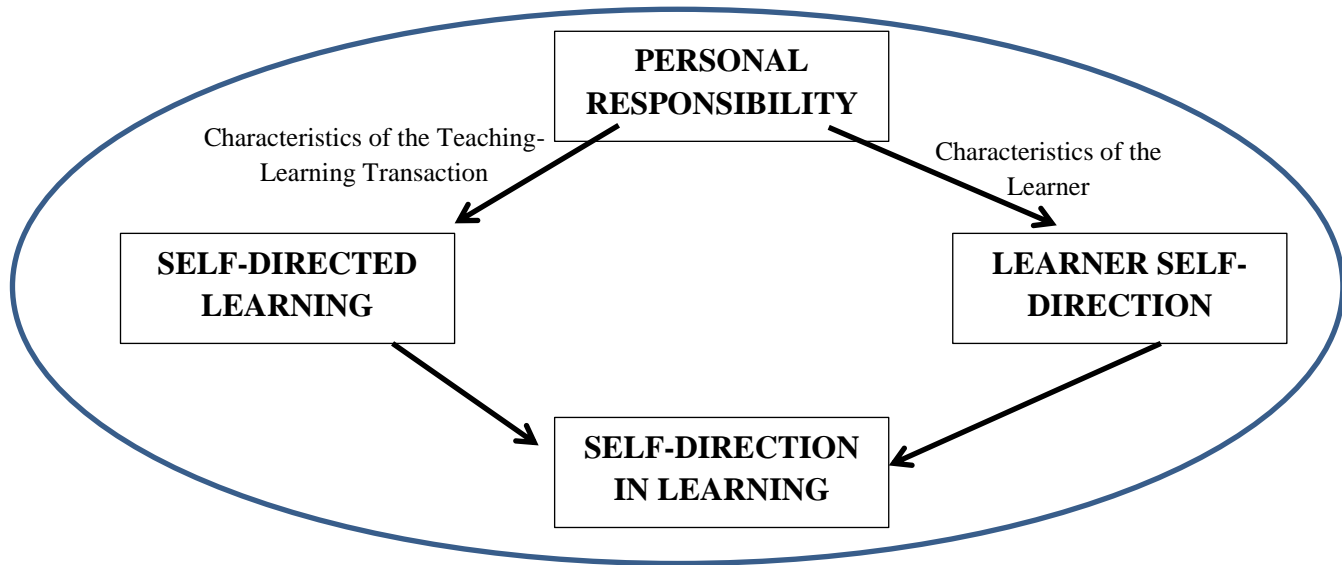 PERSONAL
RESPONSIBILITY
Characteristics of the Teaching-
Learning Transaction
Characteristics of the
Learner
SELF-DIRECTED
LEARNING
LEARNER SELF-
DIRECTION
SELF-DIRECTION
IN LEARNING